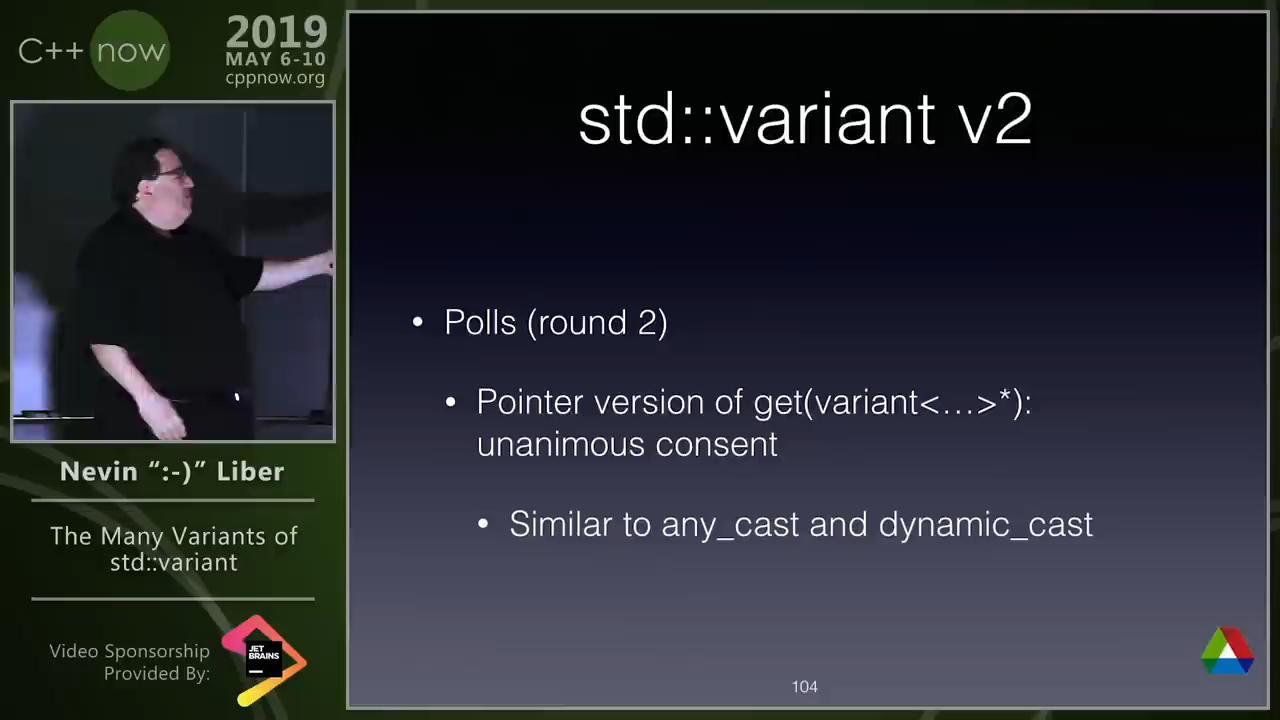 C++ now
2019
MAY 6-10
cppnow.org
Nevin “:-)” Liber
The Many Variants of
std::variant
Video Sponsorship
Provided By:
JET
BRAINS
std::variant v2
• Polls (round 2)
• Pointer version of get(variant<…>*):
unanimous consent
• Similar to any_cast and dynamic_cast
104